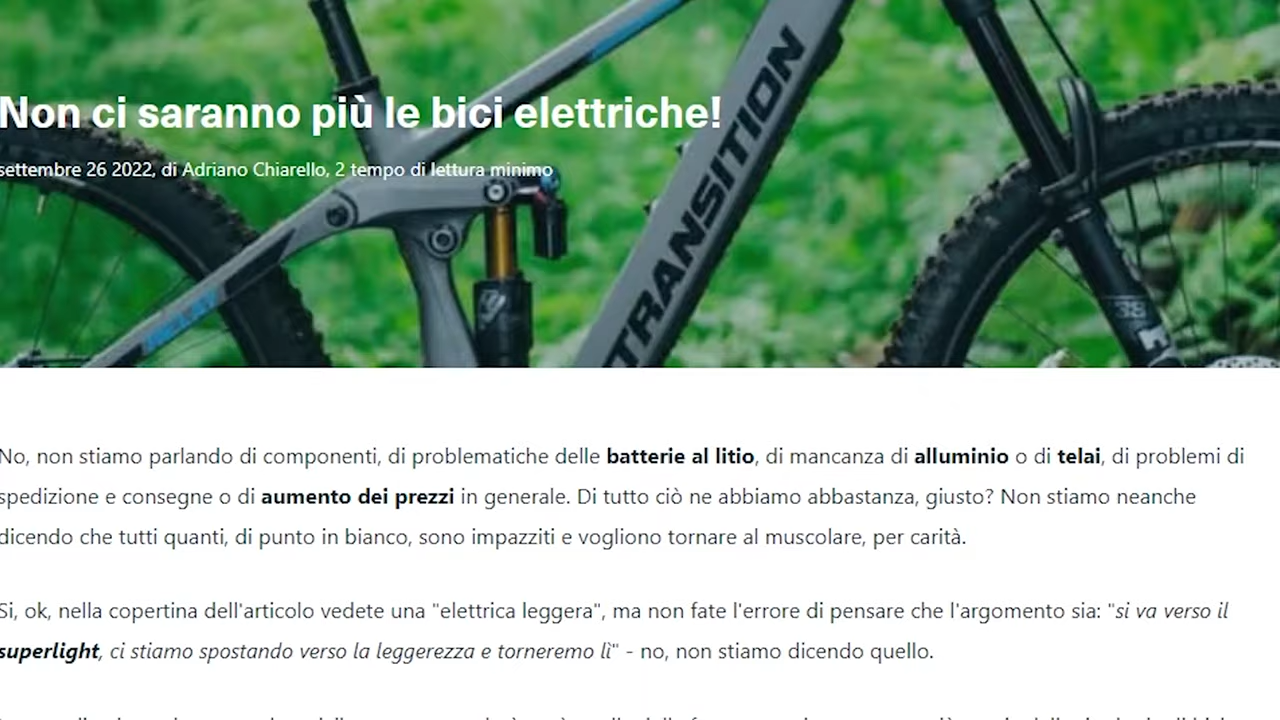 Non ci saranno più le bici elettriche!
settembre 26 2022, di Adriano Chiarello, 2 tempo di lettura minimo
TRANSITION
RELAY
38
No, non stiamo parlando di componenti, di problematiche delle batterie al litio, di mancanza di alluminio o di telai, di problemi di
spedizione e consegne o di aumento dei prezzi in generale. Di tutto ciò ne abbiamo abbastanza, giusto? Non stiamo neanche
dicendo che tutti quanti, di punto in bianco, sono impazziti e vogliono tornare al muscolare, per carità.
Si, ok, nella copertina dell'articolo vedete una "elettrica leggera", ma non fate l'errore di pensare che l'argomento sia: "si va verso il
superlight, ci stiamo spostando verso la leggerezza e torneremo lì" - no, non stiamo dicendo quello.